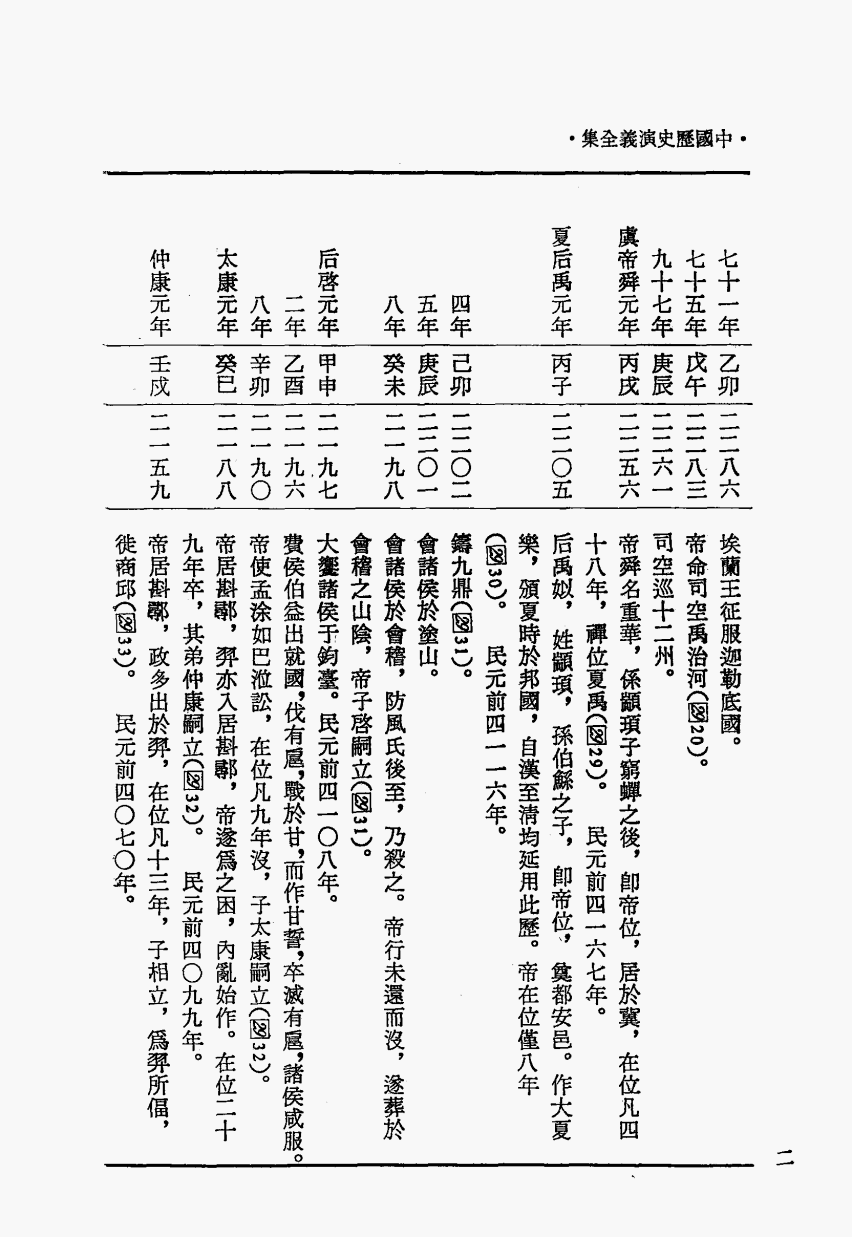 •中國歷史演義全集•
七十一年 乙卯 二二八六 埃蘭王征服迦勒底國。
七十五年 戊午 二二八三 帝命司空禹治河(図20)。
九十七年 庚辰 二二六一 司空巡十二州。
虞帝舜元年 丙戌 二二五六 帝舜名重華，係顓頊子窮蟬之後，卽帝位，居於冀，在位凡四
十八年，禪位夏禹(図29)。 民元前四一六七年。
夏后禹元年 丙子 二二〇五 后禹姒，姓顓頊，孫伯鯀之子，卽帝位，奠都安邑。作大夏
樂，頒夏時於邦國，自漢至淸均延用此歷。帝在位僅八年
(図30)。 民元前四一一六年。
四年 己卯 二二〇二 鑄九鼎(図31)。
五年 庚辰 二二〇一 會諸侯於塗山。
八年 癸未 二一九八 會諸侯於會稽，防風氏後至，乃殺之。帝行未還而沒，遂葬於
會稽之山陰，帝子啓嗣立(図31)。
后啓元年 甲申 二一九七 大饗諸侯于鈞臺。民元前四一〇八年。
二年 乙酉 二一九六 費侯伯益出就國，伐有扈，戰於甘，而作甘誓，卒滅有扈，諸侯咸服。
八年 辛卯 二一九〇 帝使孟涂如巴涖訟，在位凡九年沒，子太康嗣立(図32)。
太康元年 癸巳 二一八八 帝居斟鄩，羿亦入居斟鄩，帝遂爲之困，內亂始作。在位二十
九年卒，其弟仲康嗣立(図32)。 民元前四〇九九年。
仲康元年 壬戌 二一五九 帝居斟鄩，政多出於羿，在位凡十三年，子相立，爲羿所偪，
徙商邱(図33)。 民元前四〇七〇年。
二